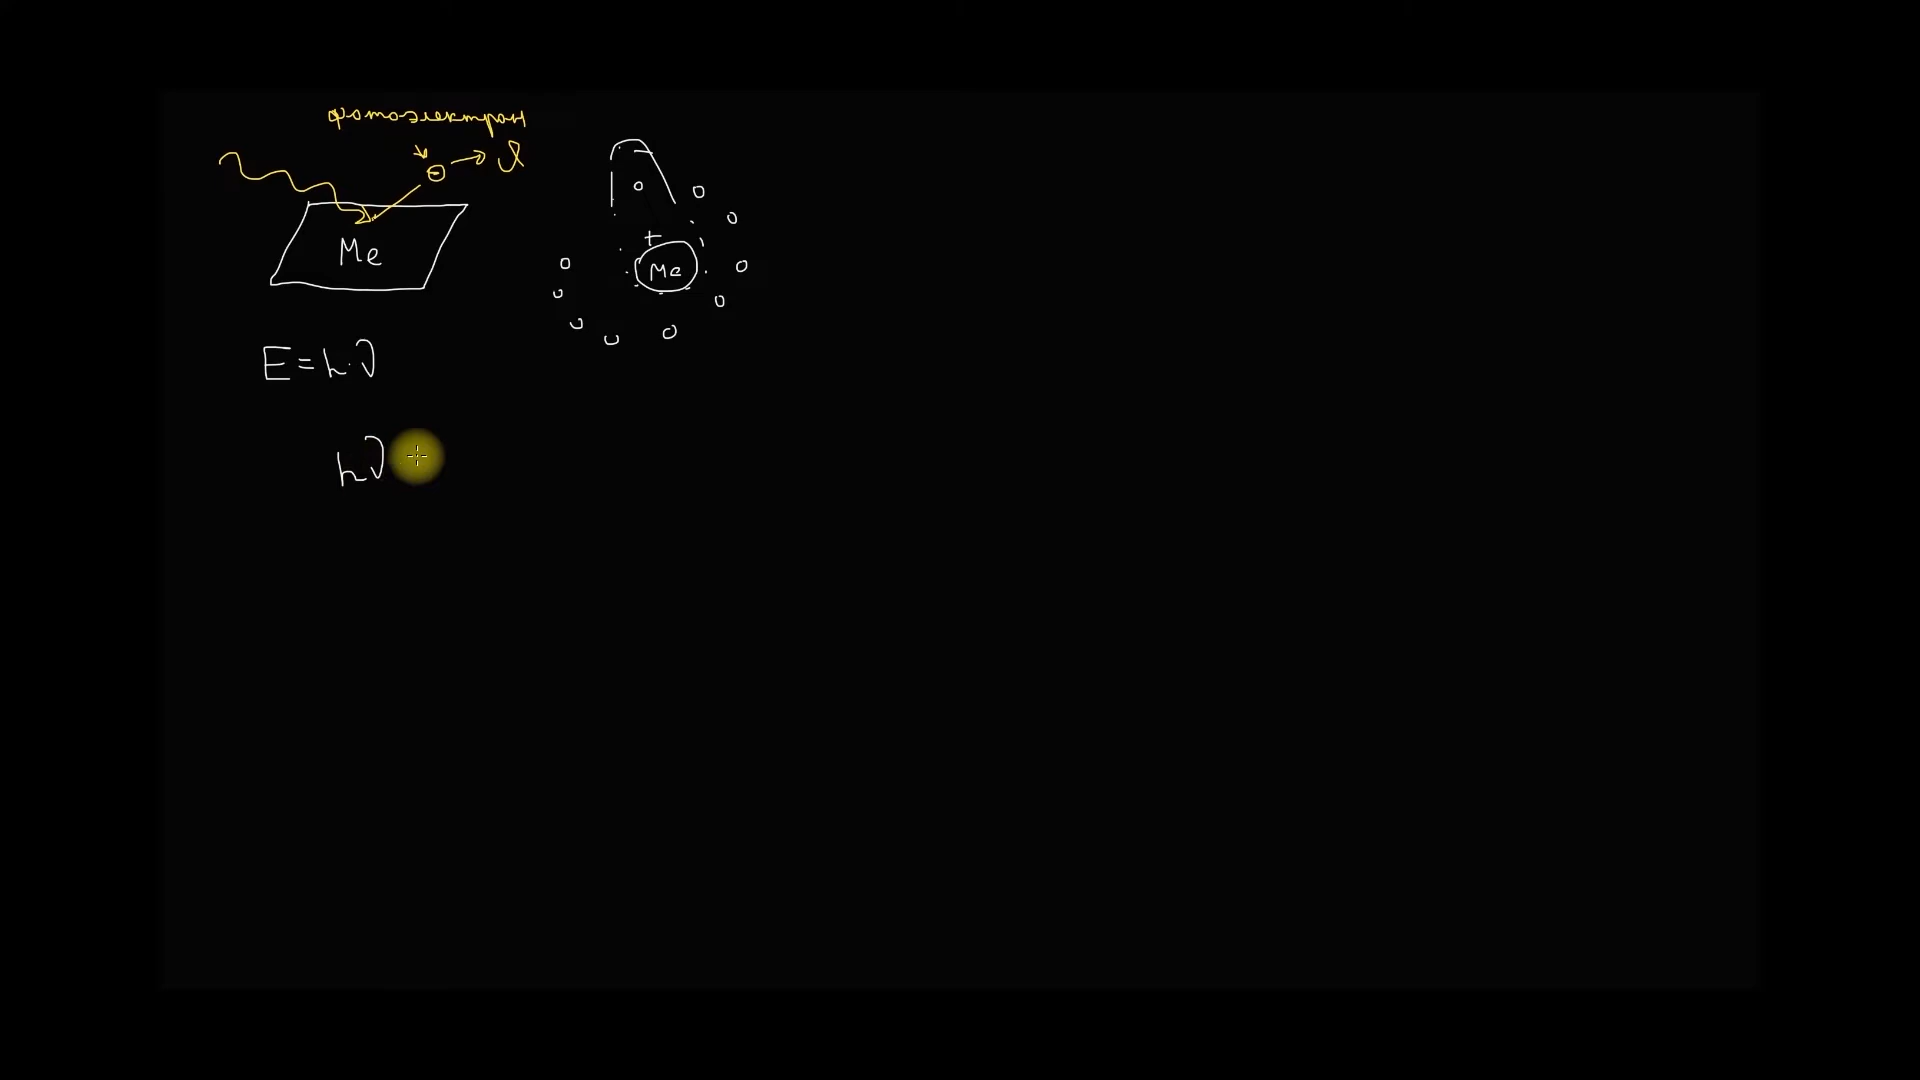 фотоэлектрон
⊖ → υ
Me
+
Me
E = h · ν
hν